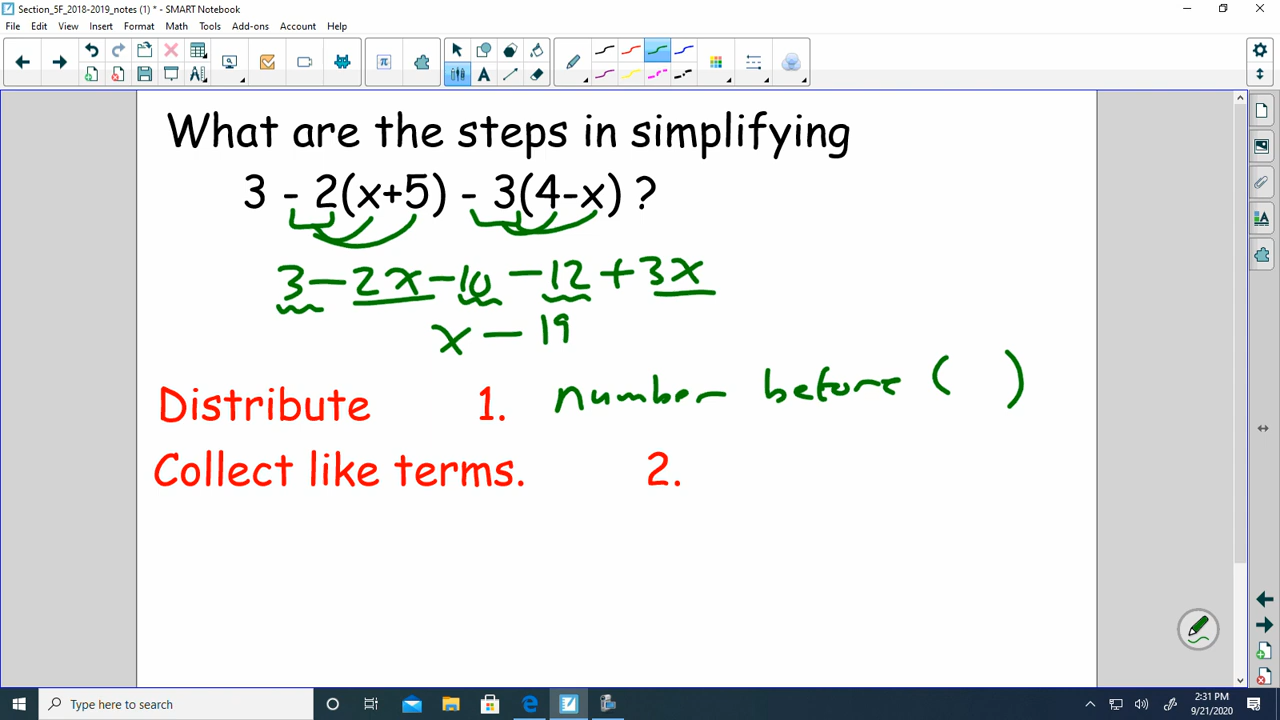 Section_5F_2018-2019_notes (1) * - SMART Notebook
File Edit View Insert Format Math Tools Add-ons Account Help
What are the steps in simplifying
3 - 2(x+5) - 3(4-x) ?
3 - 2x - 10 - 12 + 3x
x - 19
Distribute 1. number before ( )
Collect like terms. 2.
Type here to search
2:31 PM
9/21/2020